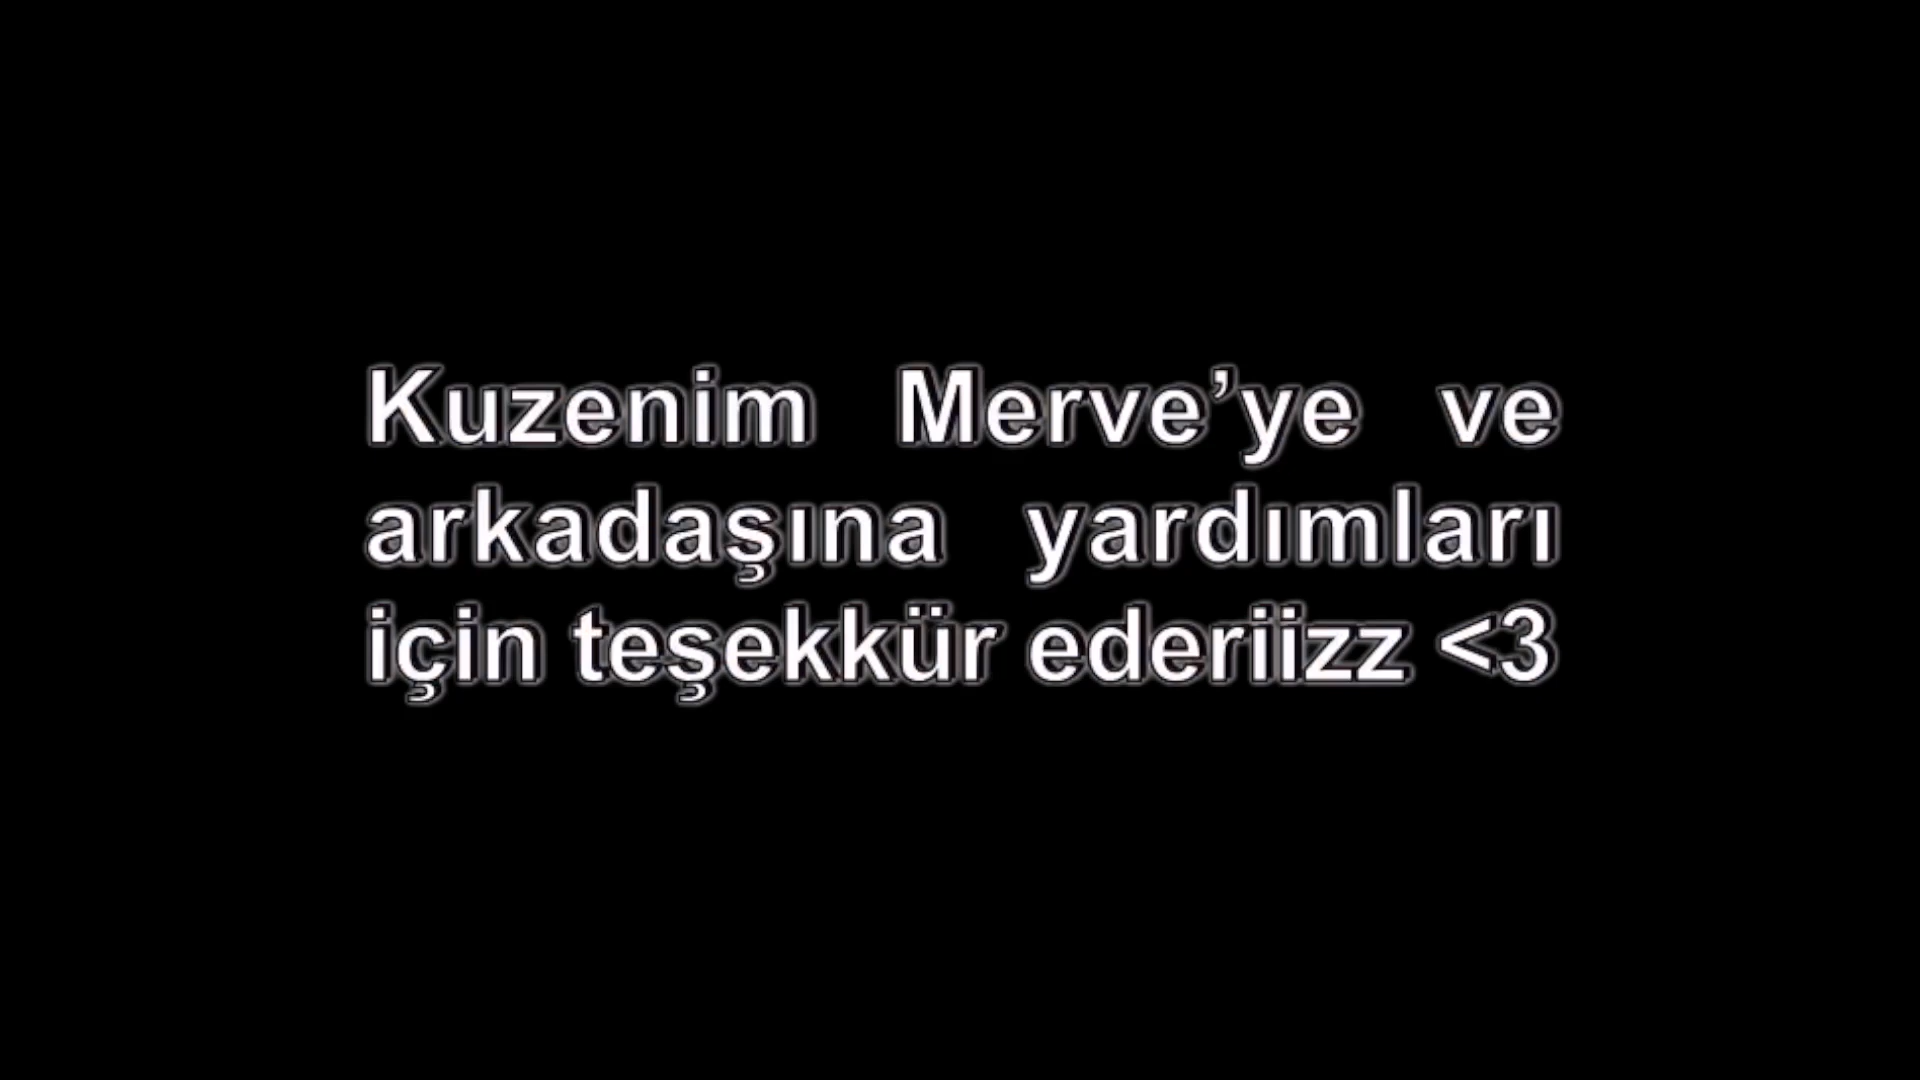 Kuzenim Merve’ye ve
arkadaşına yardımları
için teşekkür ederiizz <3